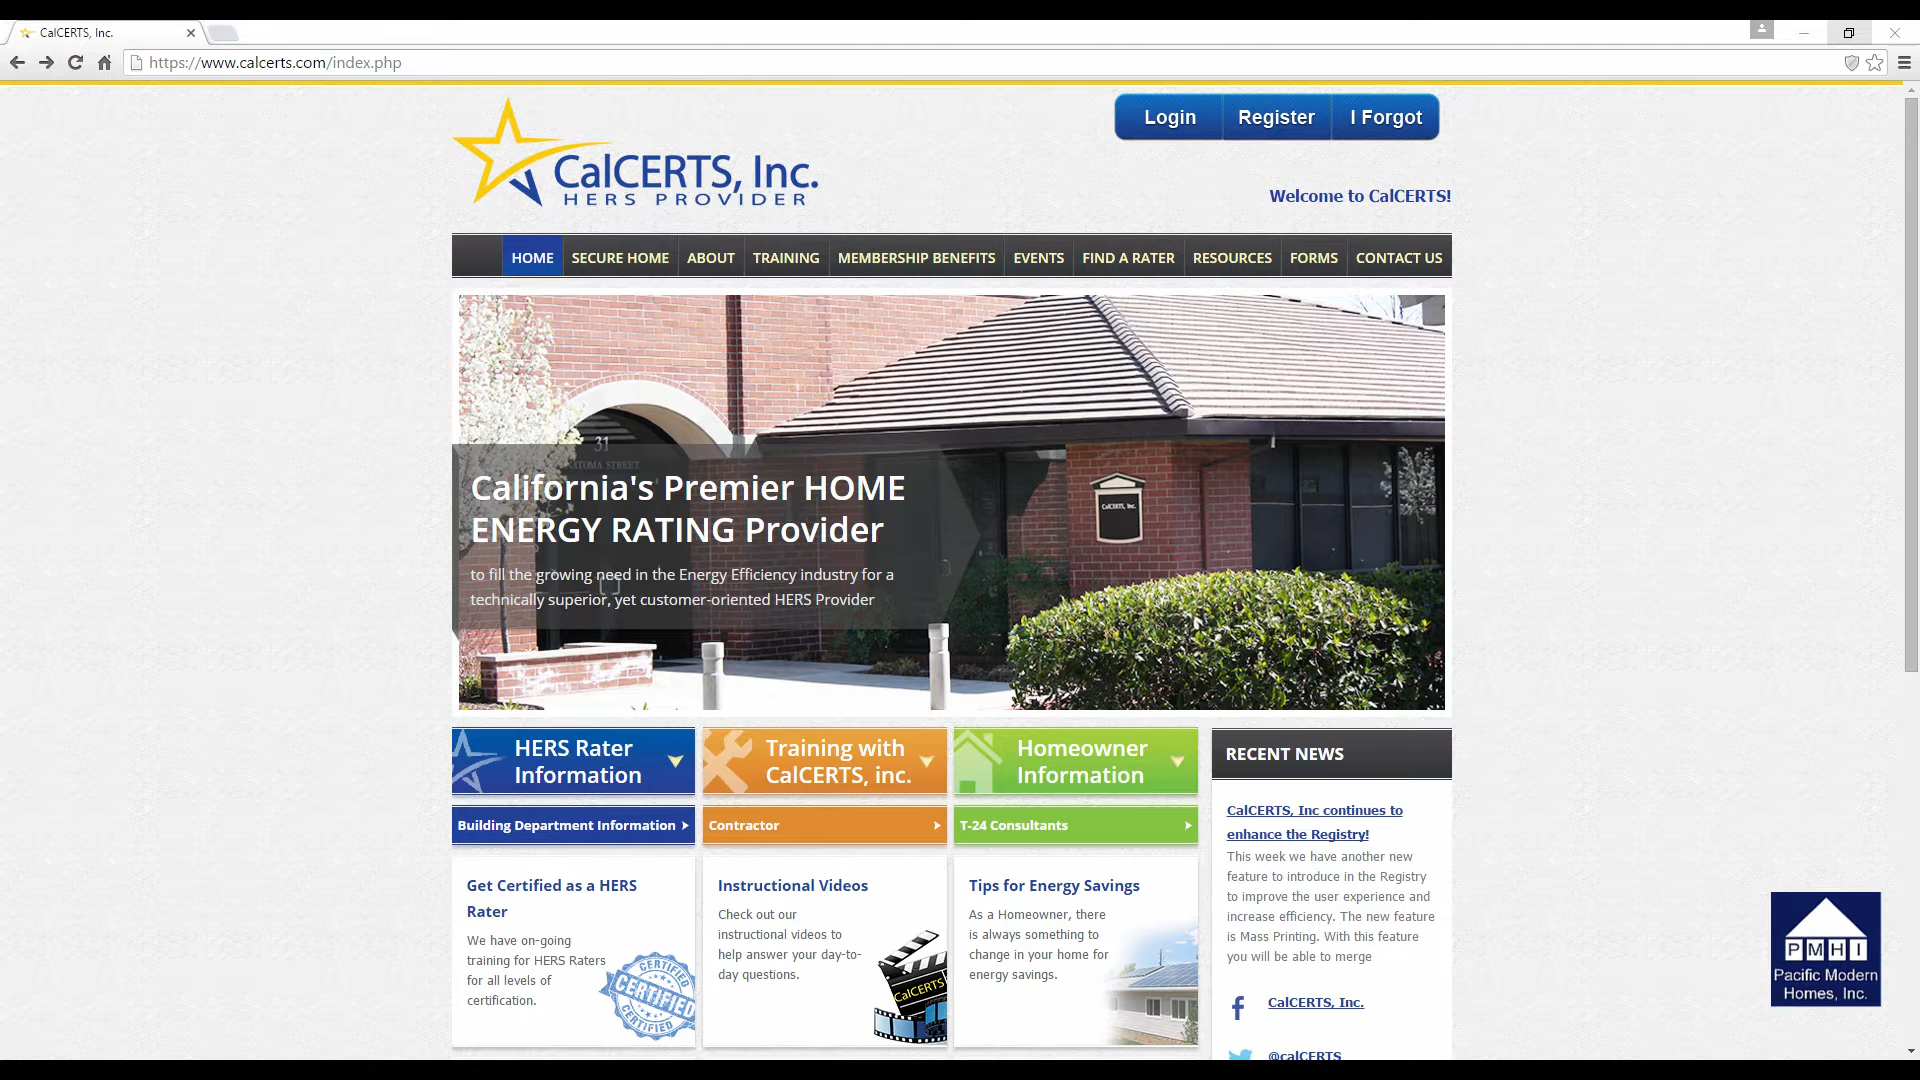 CalCERTS, Inc.
https://www.calcerts.com/index.php
Login Register I Forgot
CalCERTS, Inc.
HERS PROVIDER
Welcome to CalCERTS!
HOME SECURE HOME ABOUT TRAINING MEMBERSHIP BENEFITS EVENTS FIND A RATER RESOURCES FORMS CONTACT US
31
NATOMA STREET
CalCERTS, Inc.
California's Premier HOME
ENERGY RATING Provider
to fill the growing need in the Energy Efficiency industry for a
technically superior, yet customer-oriented HERS Provider
HERS Rater
Information
Training with
CalCERTS, inc.
Homeowner
Information
Building Department Information
Contractor
T-24 Consultants
Get Certified as a HERS
Rater
We have on-going
training for HERS Raters
for all levels of
certification.
CERTIFIED
CERTIFIED
CERTIFIED
Instructional Videos
Check out our
instructional videos to
help answer your day-to-
day questions.
CalCERTS
Tips for Energy Savings
As a Homeowner, there
is always something to
change in your home for
energy savings.
RECENT NEWS
CalCERTS, Inc continues to
enhance the Registry!
This week we have another new
feature to introduce in the Registry
to improve the user experience and
increase efficiency. The new feature
is Mass Printing. With this feature
you will be able to merge
CalCERTS, Inc.
@calCERTS
PMHI
Pacific Modern
Homes, Inc.